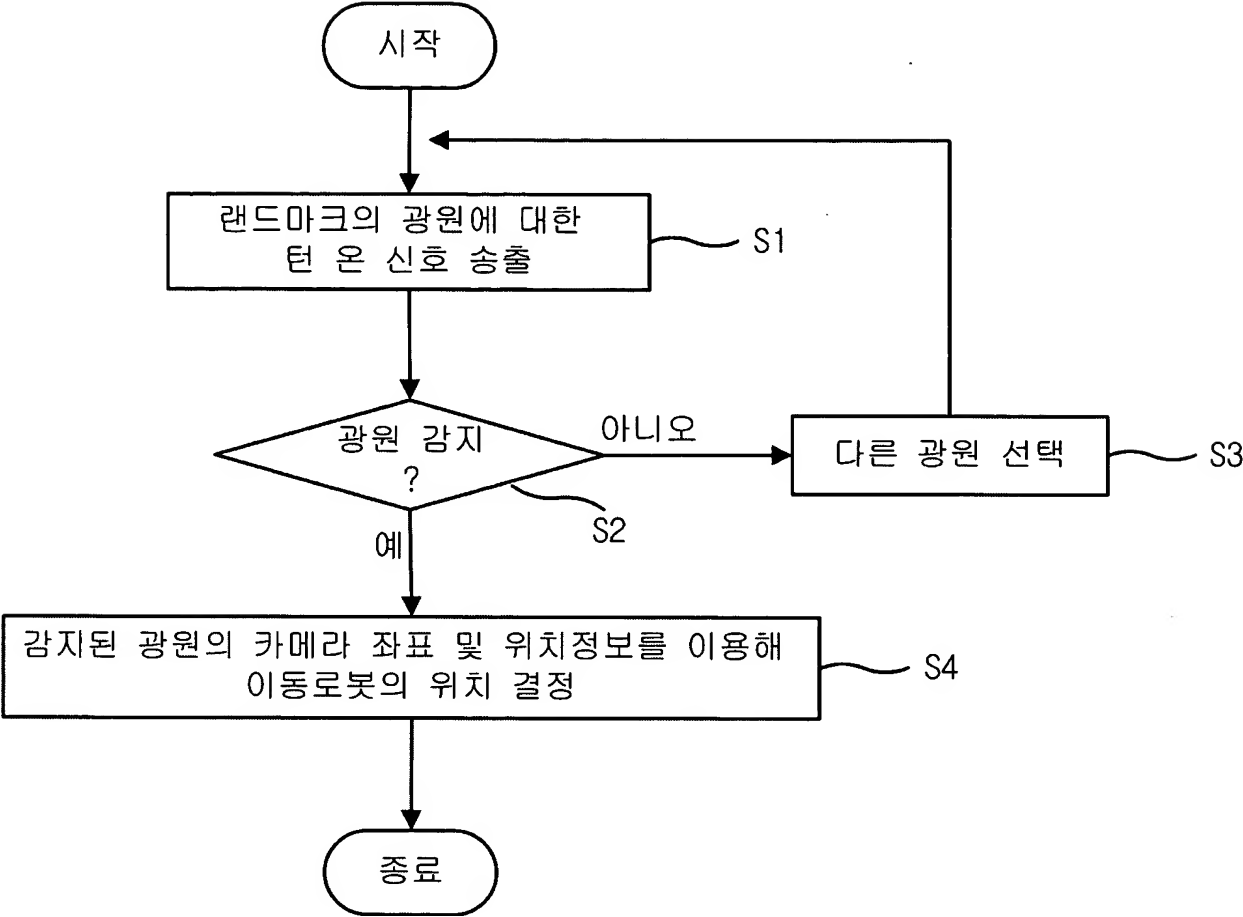 시작
랜드마크의 광원에 대한
턴 온 신호 송출
S1
광원 감지
?
아니오
다른 광원 선택
S3
S2
예
감지된 광원의 카메라 좌표 및 위치정보를 이용해
이동로봇의 위치 결정
S4
종료